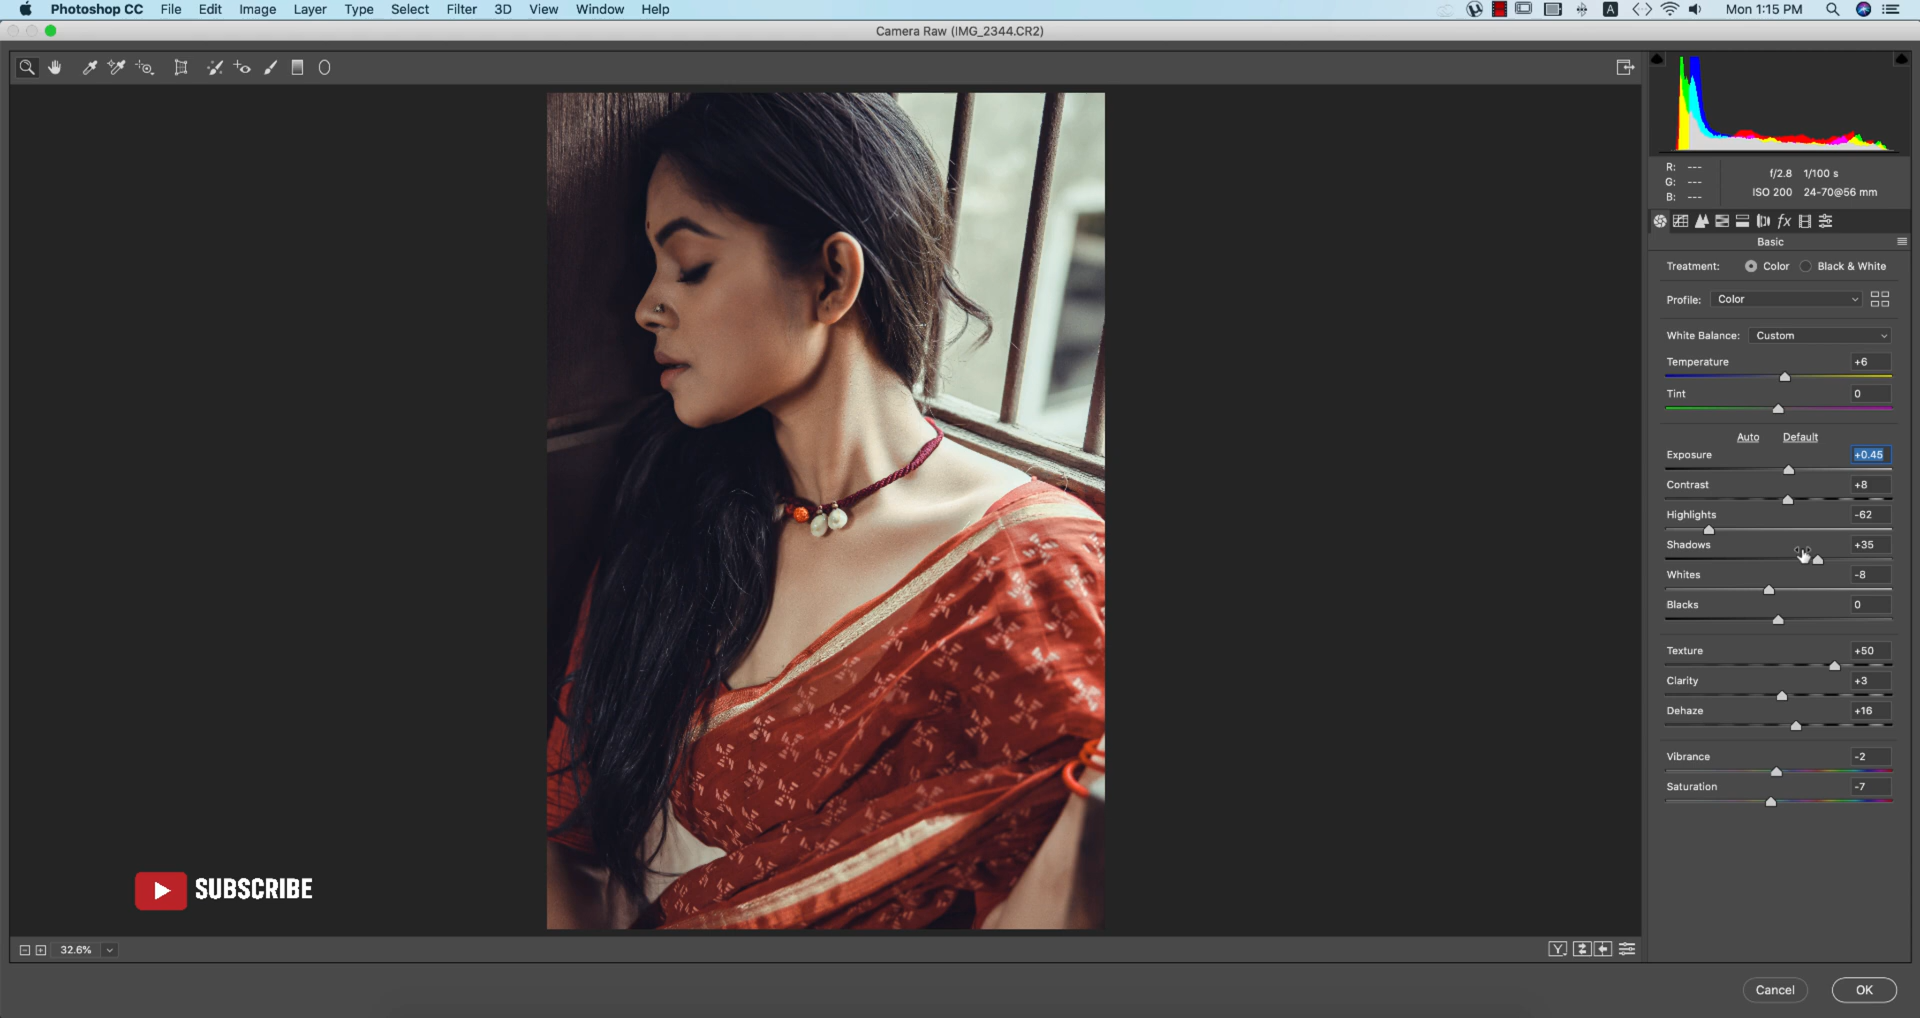 Photoshop CC File Edit Image Layer Type Select Filter 3D View Window Help A Mon 1:15 PM
Camera Raw (IMG_2344.CR2)
R: ---
G: ---
B: ---
f/2.8 1/100 s
ISO 200 24-70@56 mm
fx
Basic
Treatment: Color Black & White
Profile: Color
White Balance: Custom
Temperature +6
Tint 0
Auto Default
Exposure +0.45
Contrast +8
Highlights -62
Shadows +35
Whites -8
Blacks 0
Texture +50
Clarity +3
Dehaze +16
Vibrance -2
Saturation -7
SUBSCRIBE
32.6% Y
Cancel OK